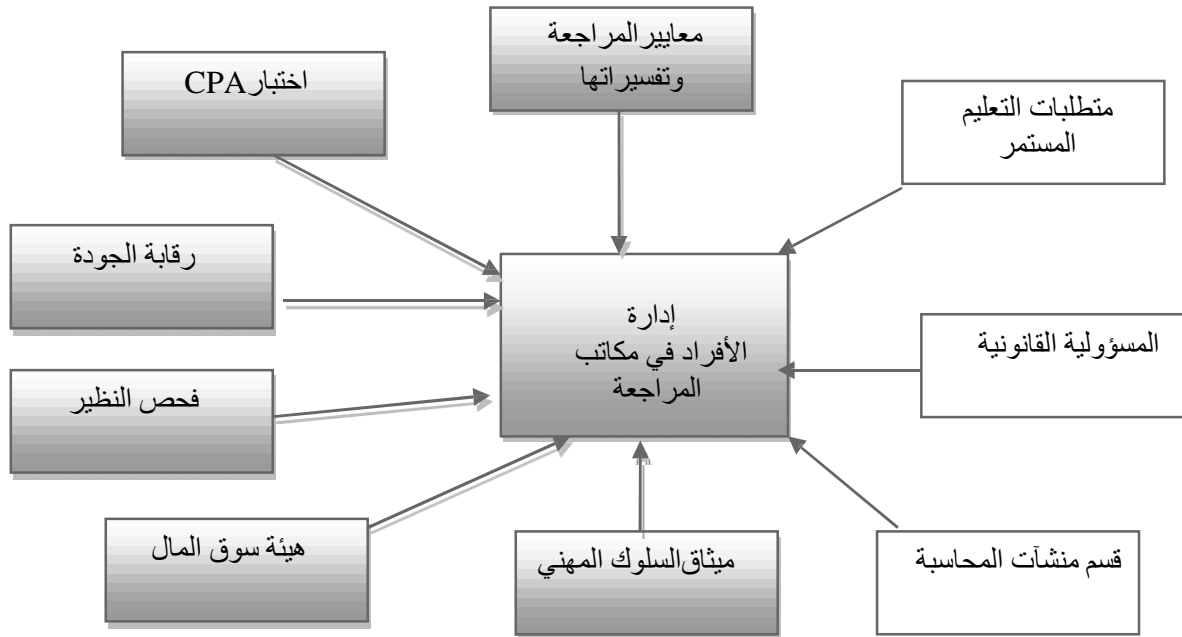 معايير المراجعة
وتفسيراتها
اختبار CPA
متطلبات التعليم
المستمر
رقابة الجودة
إدارة
الأفراد في مكاتب
المراجعة
المسؤولية القانونية
فحص النظير
هيئة سوق المال
ميثاق السلوك المهني
قسم منشآت المحاسبة